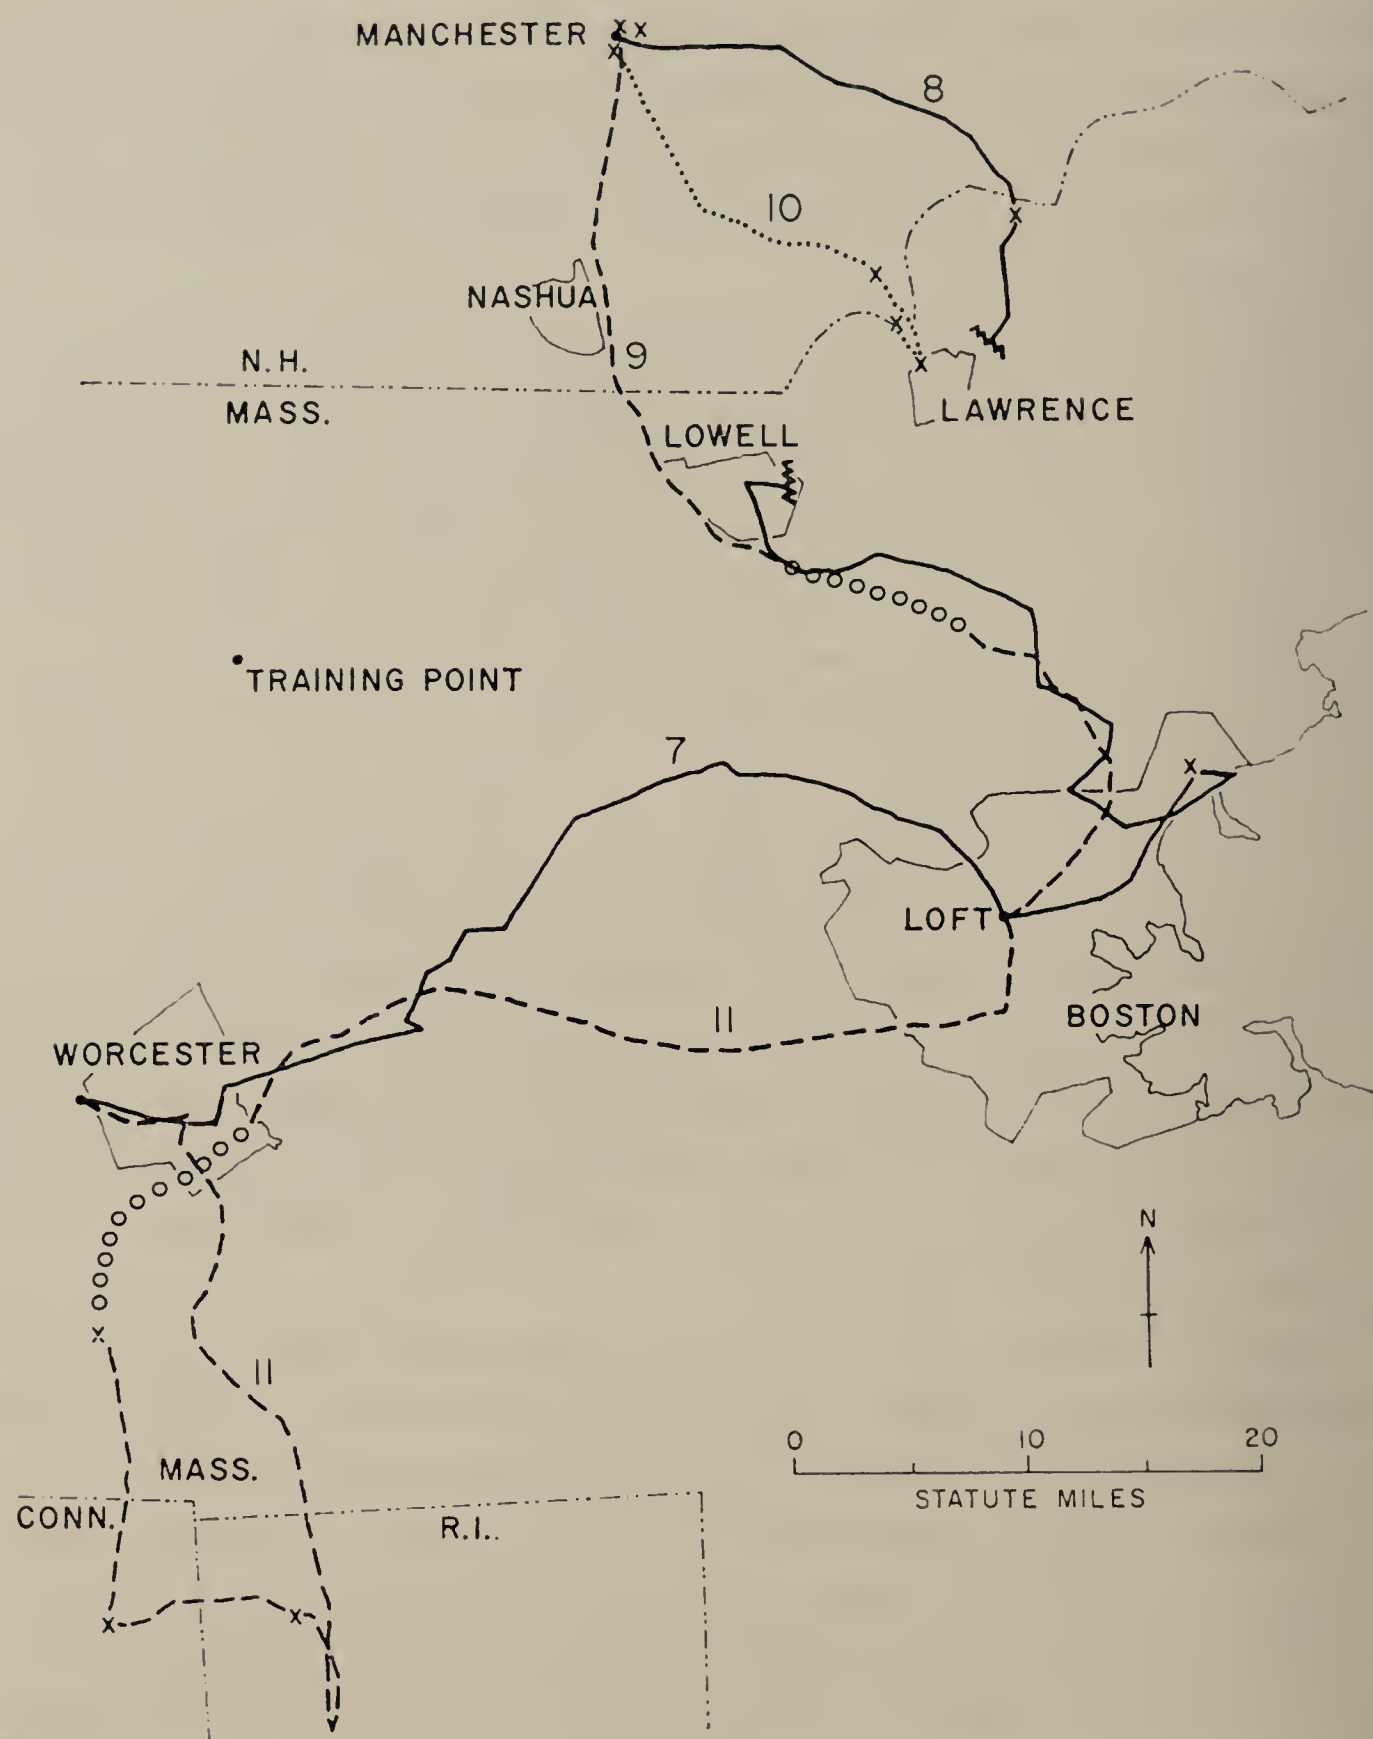 MANCHESTER
8
10
NASHUA
N.H.
9
MASS.
LAWRENCE
LOWELL
TRAINING POINT
7
LOFT
11
BOSTON
WORCESTER
N
11
0 10 20
STATUTE MILES
MASS.
CONN.
R.I..